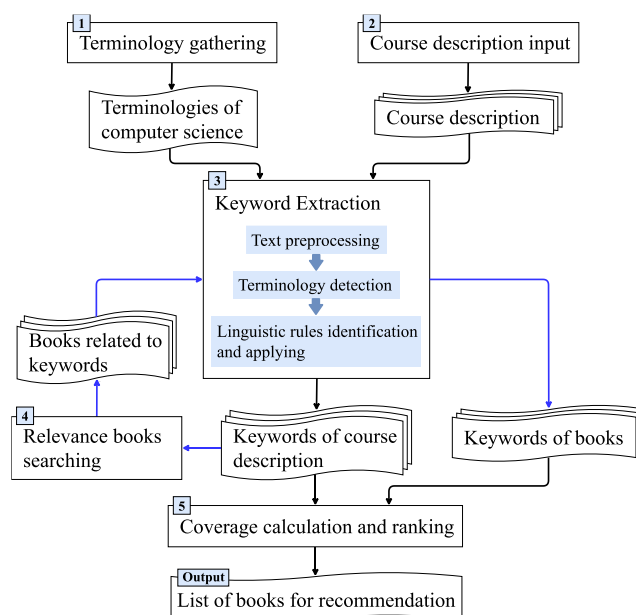 1
Terminology gathering
2
Course description input
Terminologies of
computer science
Course description
3
Keyword Extraction
Text preprocessing
Terminology detection
Linguistic rules identification
and applying
Books related to
keywords
4
Relevance books
searching
Keywords of course
description
Keywords of books
5
Coverage calculation and ranking
Output
List of books for recommendation